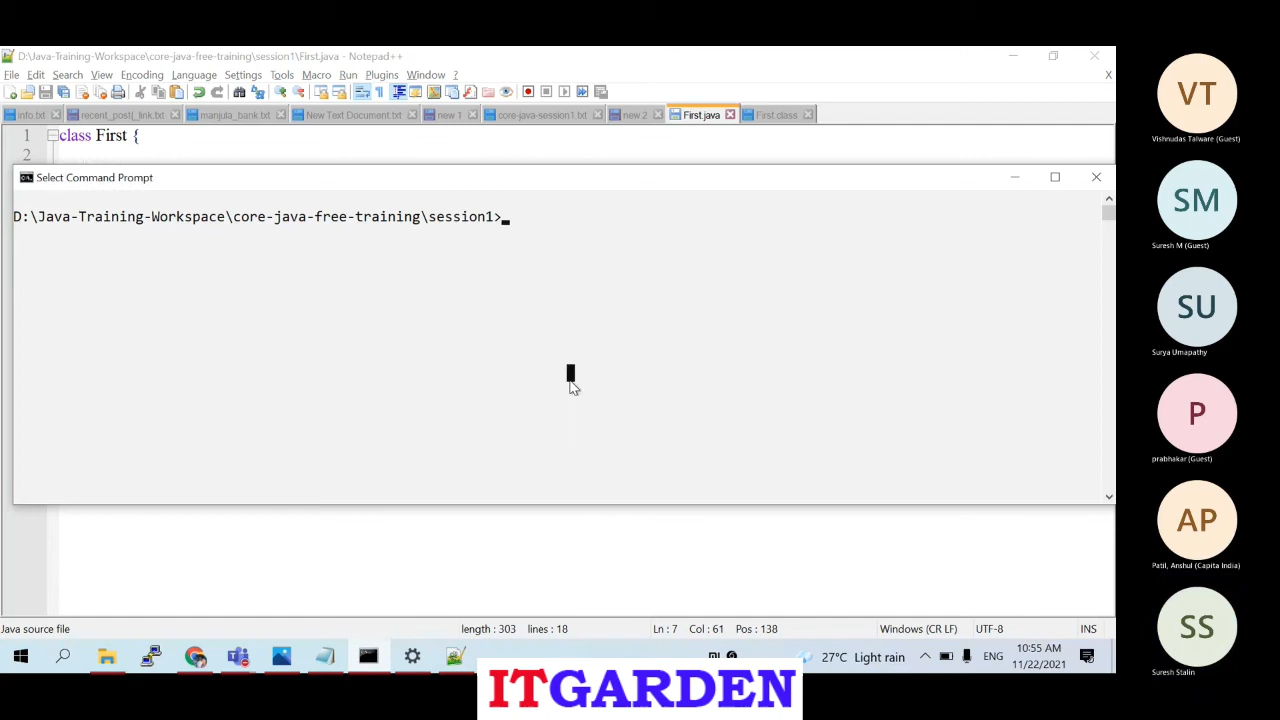 D:\Java-Training-Workspace\core-java-free-training\session1\First.java - Notepad++
File Edit Search View Encoding Language Settings Tools Macro Run Plugins Window ?
X
info.txt recent_post(_link.txt manjula_bank.txt New Text Document.txt new 1 core-java-session1.txt new 2 First.java First.class
1 class First {
2
Select Command Prompt
D:\Java-Training-Workspace\core-java-free-training\session1>
Java source file length : 303 lines : 18 Ln : 7 Col : 61 Pos : 138 Windows (CR LF) UTF-8 INS
27°C Light rain ENG 10:55 AM
11/22/2021
ITGARDEN
VT
Vishnudas Talware (Guest)
SM
Suresh M (Guest)
SU
Surya Umapathy
P
prabhakar (Guest)
AP
Patil, Anshul (Capita India)
SS
Suresh Stalin